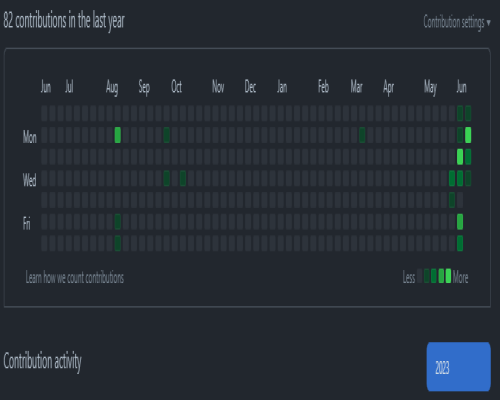 82 contributions in the last year
Contribution settings ▾
Jun Jul Aug Sep Oct Nov Dec Jan Feb Mar Apr May Jun
Mon
Wed
Fri
Learn how we count contributions
Less More
Contribution activity
2023